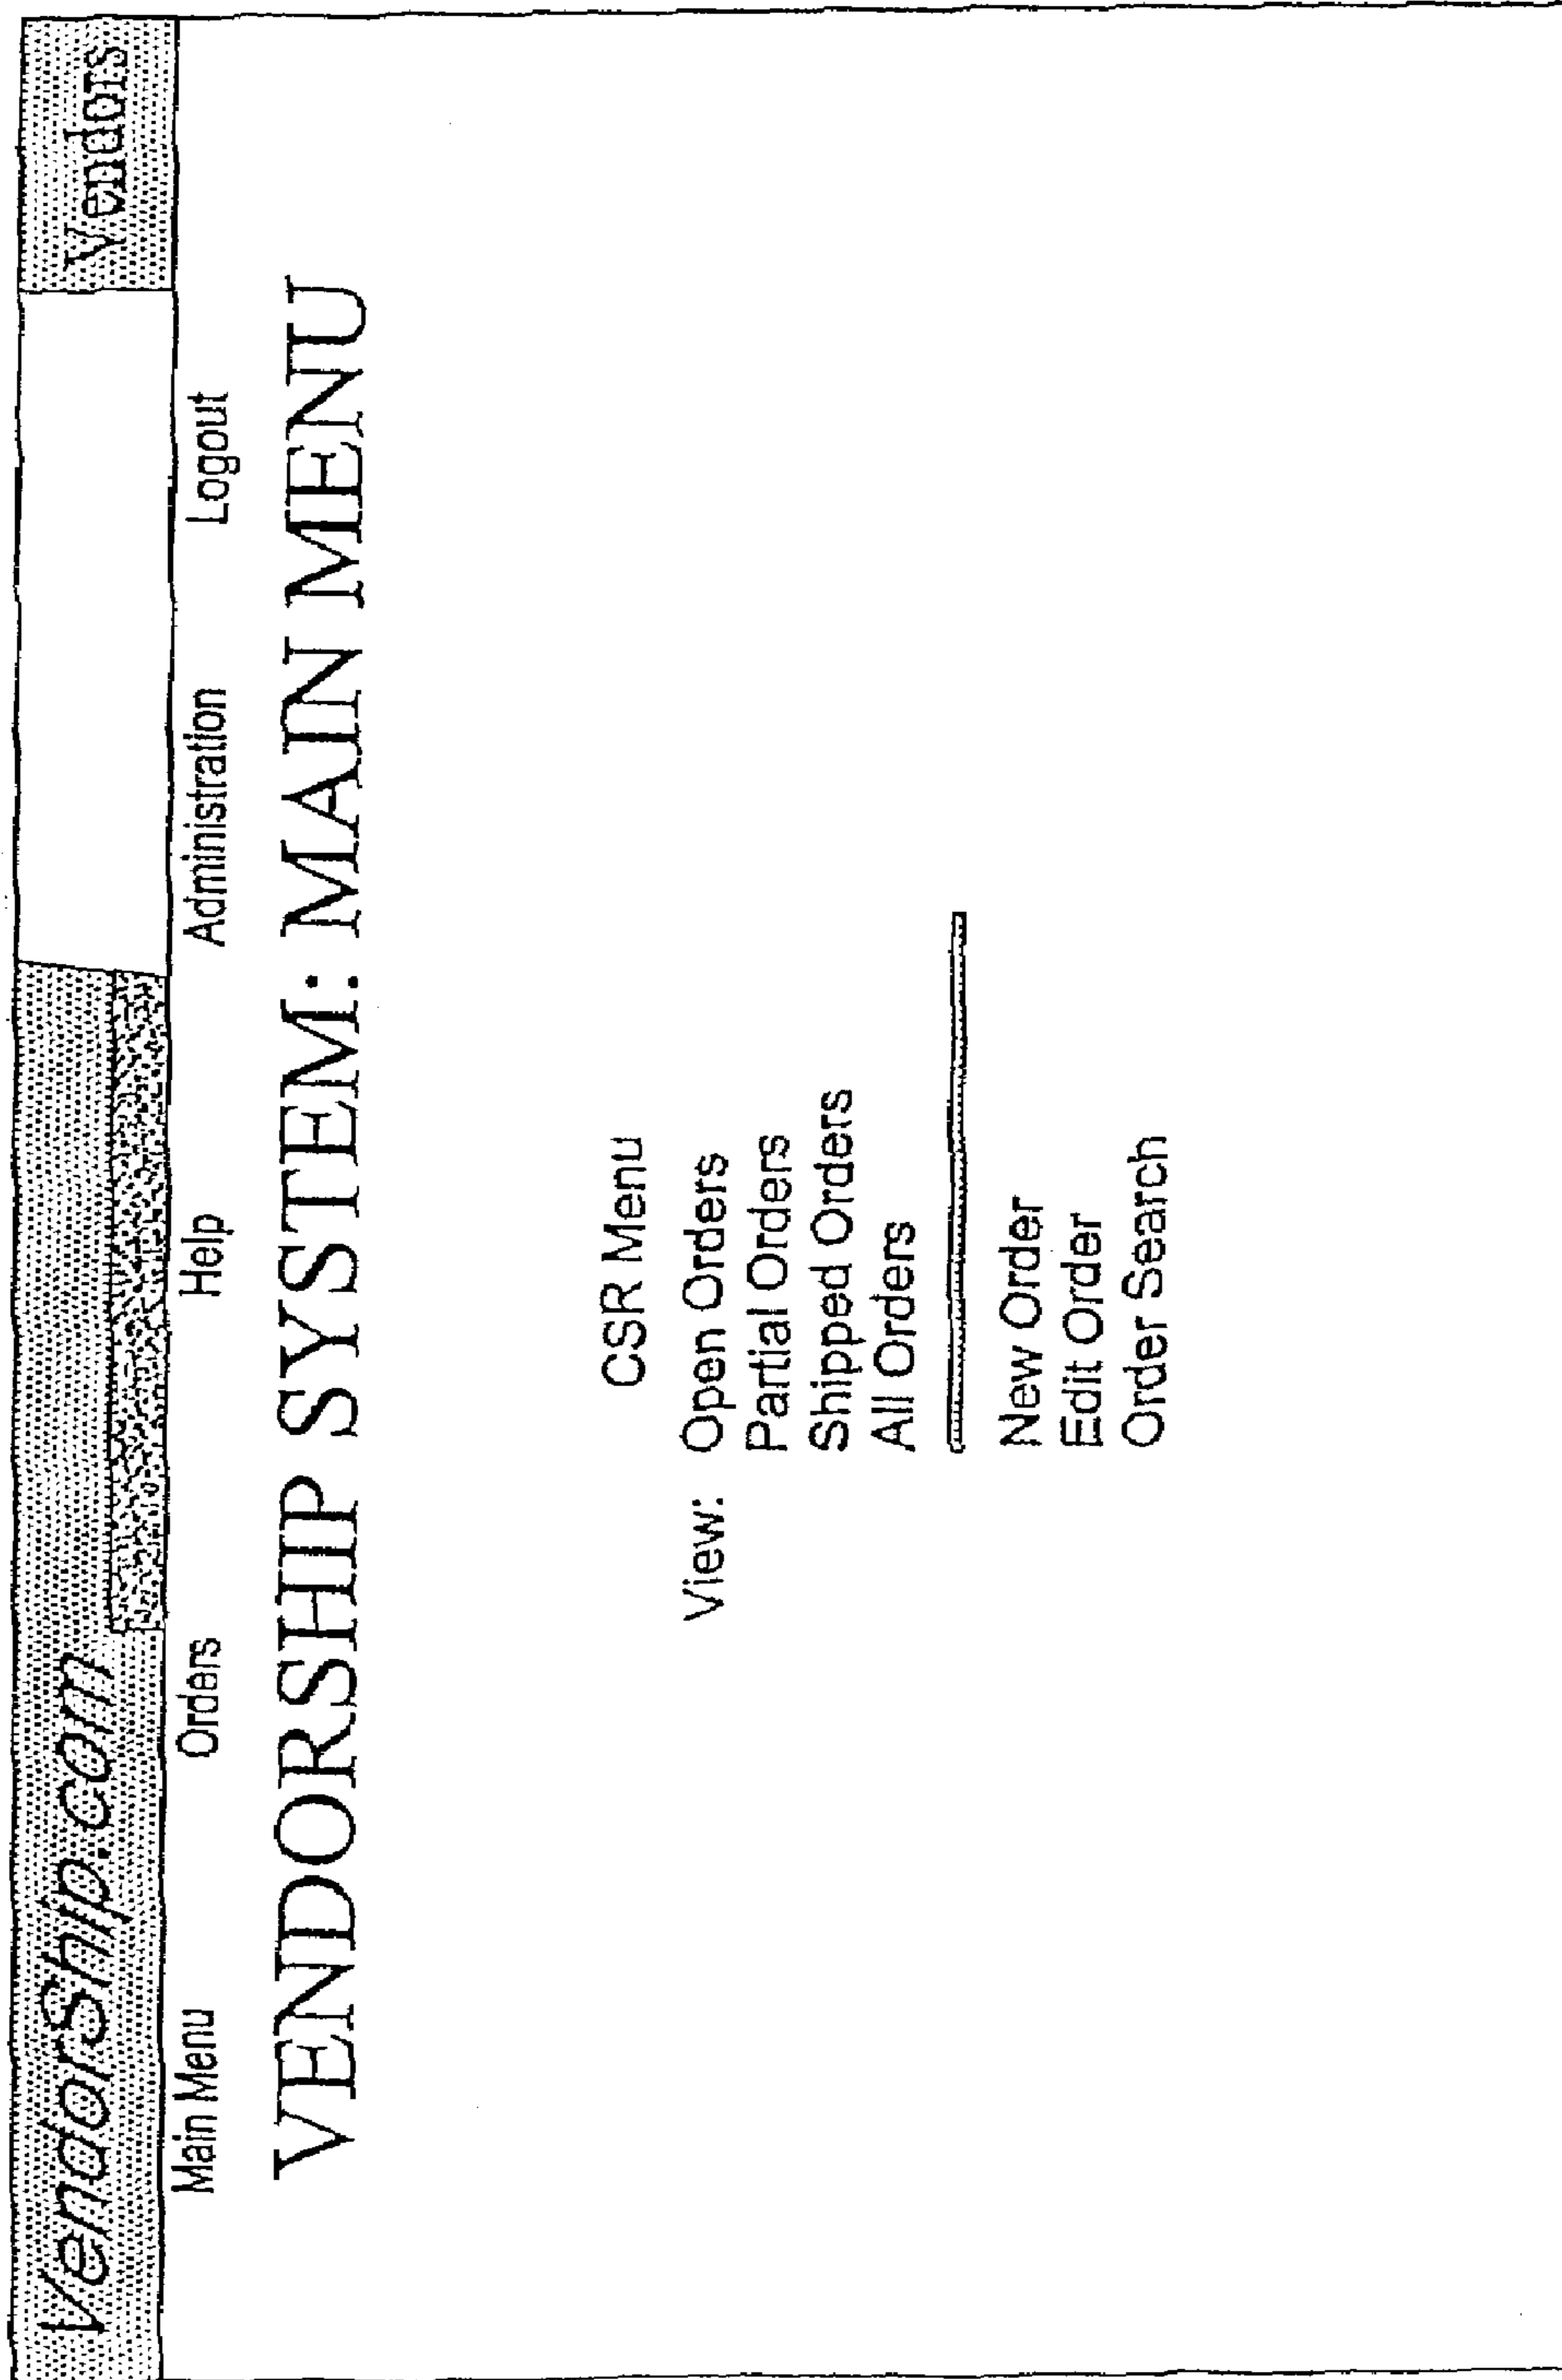 VendorShip.com Vendors
Main Menu Orders Help Administration Logout
VENDORSHIP SYSTEM: MAIN MENU
CSR Menu
View: Open Orders
Partial Orders
Shipped Orders
All Orders
New Order
Edit Order
Order Search